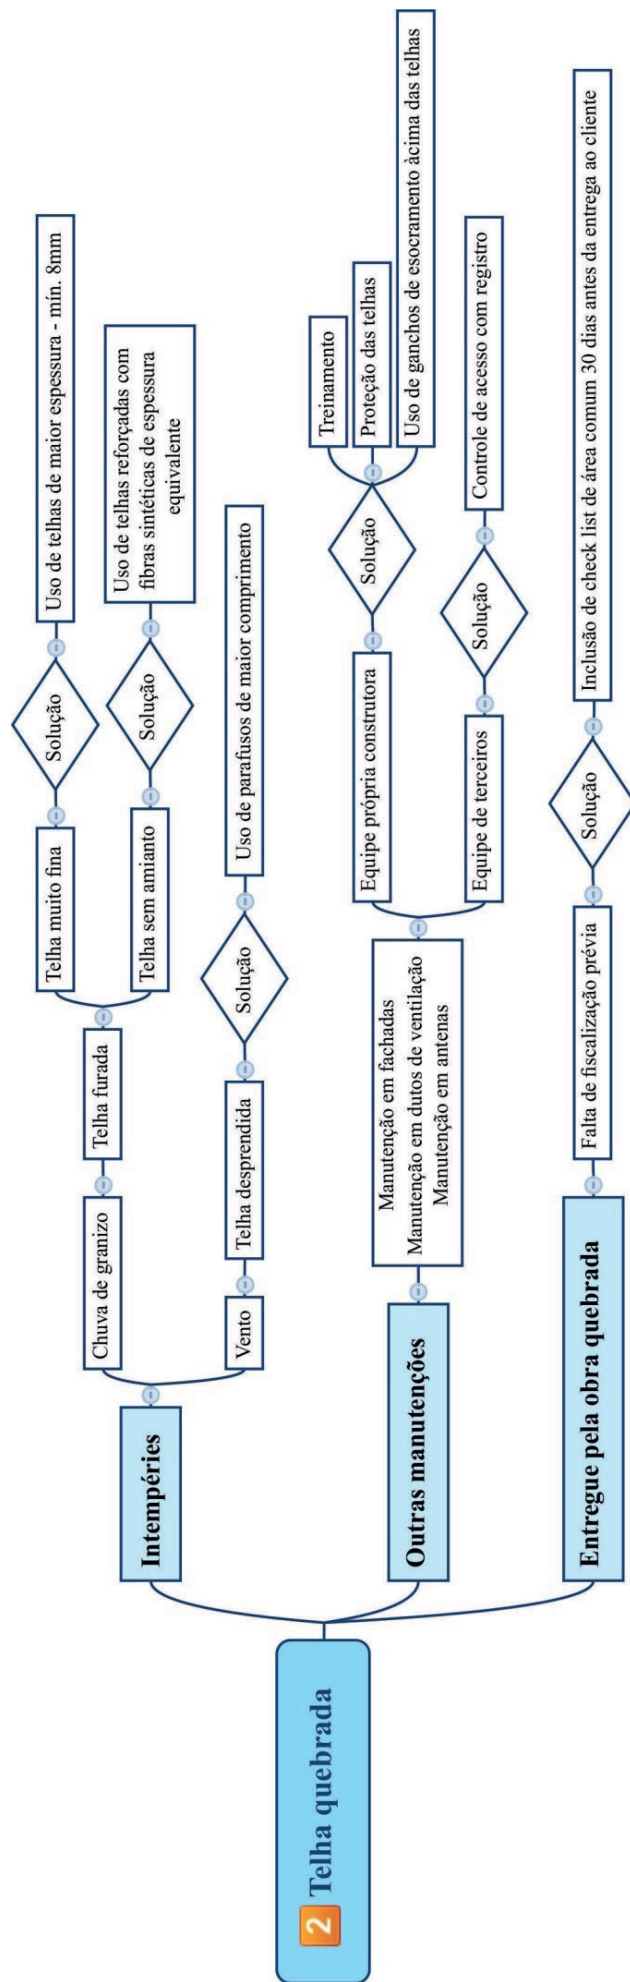 2 Telha quebrada
Intempéries
Chuva de granizo
Telha furada
Telha muito fina
Solução
Uso de telhas de maior espessura - mín. 8mm
Telha sem amianto
Solução
Uso de telhas reforçadas com
fibras sintéticas de espessura
equivalente
Vento
Telha desprendida
Solução
Uso de parafusos de maior comprimento
Outras manutenções
Manutenção em fachadas
Manutenção em dutos de ventilação
Manutenção em antenas
Equipe própria construtora
Solução
Treinamento
Proteção das telhas
Uso de ganchos de esocramento àcima das telhas
Equipe de terceiros
Solução
Controle de acesso com registro
Entregue pela obra quebrada
Falta de fiscalização prévia
Solução
Inclusão de check list de área comum 30 dias antes da entrega ao cliente